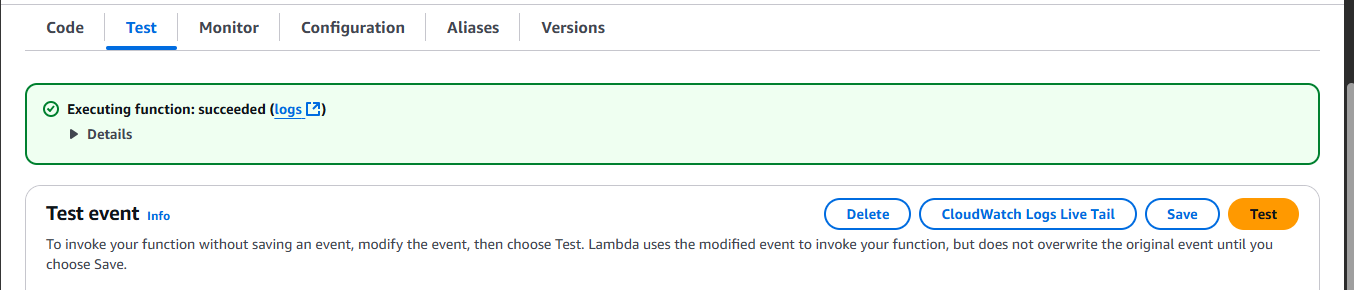 Code Test Monitor Configuration Aliases Versions
Executing function: succeeded (logs)
Details
Test event Info Delete CloudWatch Logs Live Tail Save Test
To invoke your function without saving an event, modify the event, then choose Test. Lambda uses the modified event to invoke your function, but does not overwrite the original event until you
choose Save.